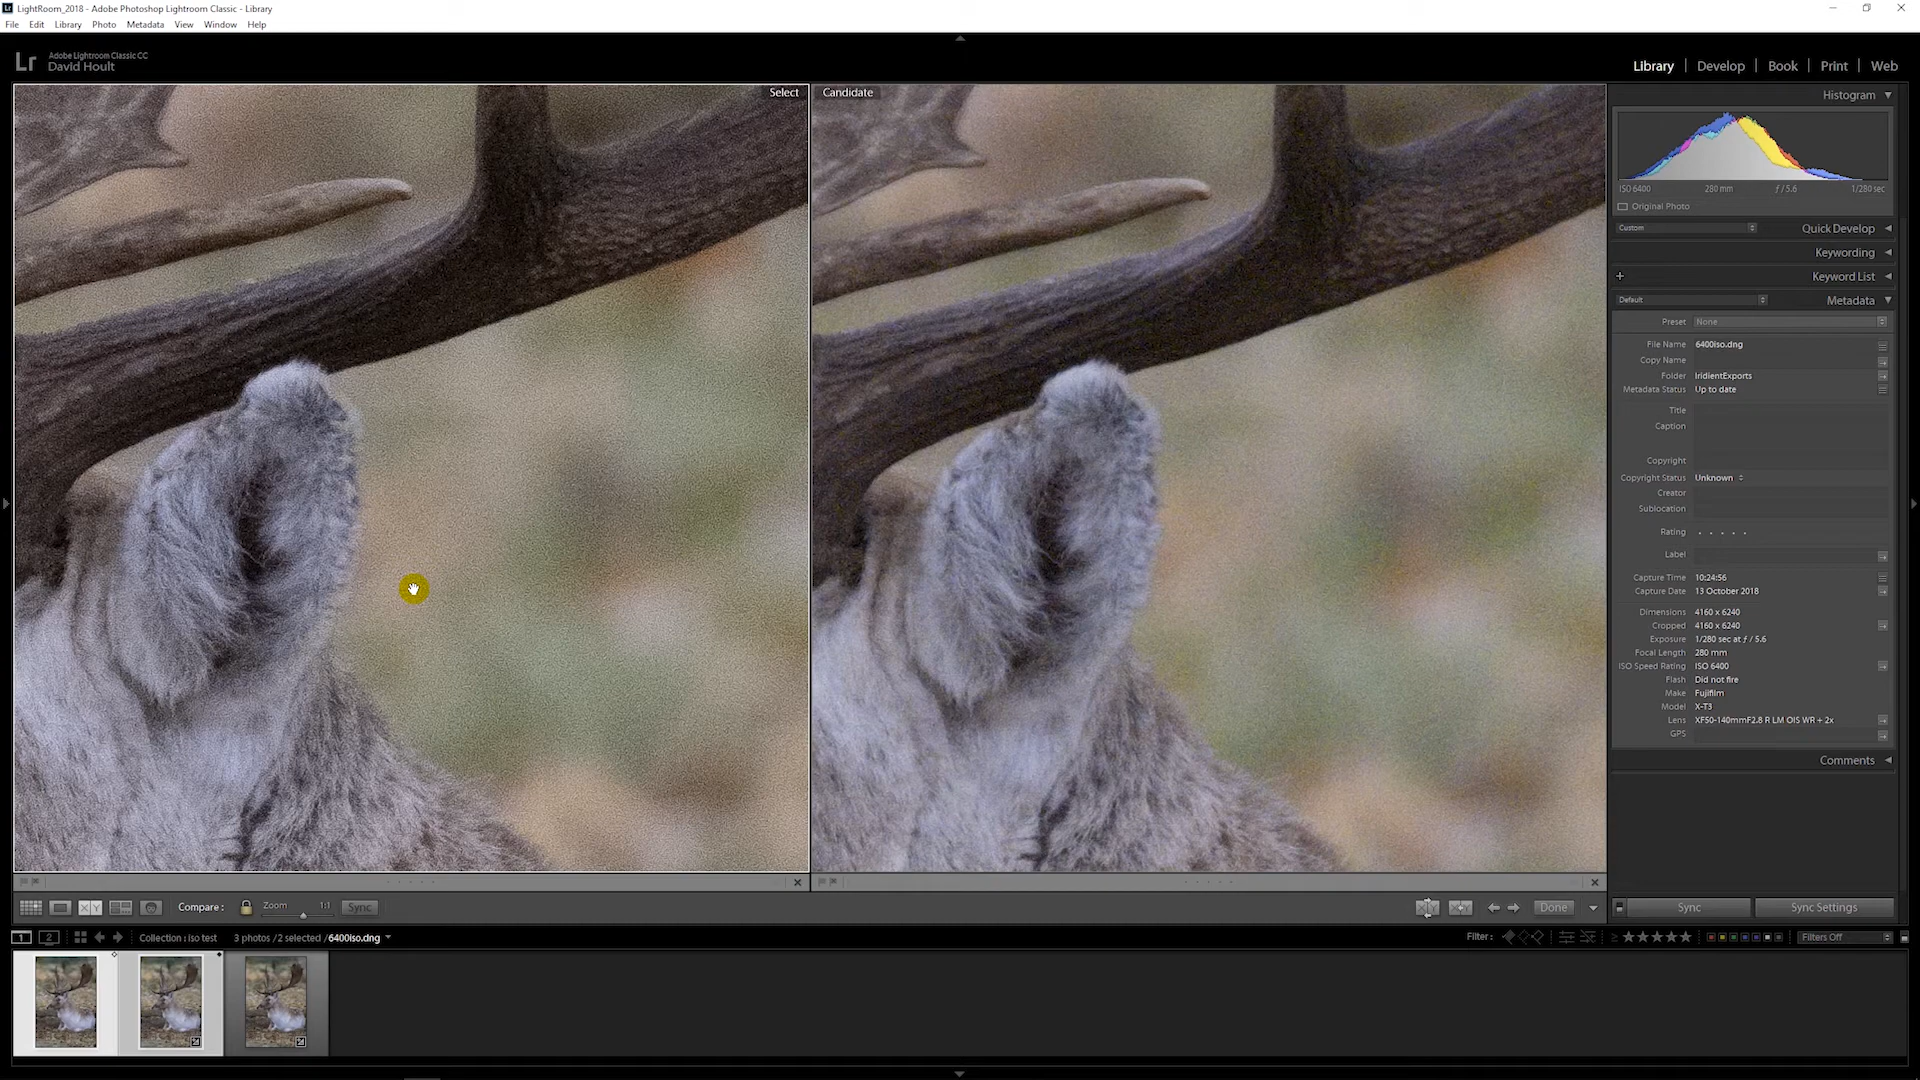 LightRoom_2018 - Adobe Photoshop Lightroom Classic - Library
File Edit Library Photo Metadata View Window Help
Lr Adobe Lightroom Classic CC
David Hoult
Library | Develop | Book | Print | Web
Select
Candidate
Histogram
ISO 6400 280 mm ƒ / 5.6 1/280 sec
Original Photo
Custom Quick Develop
Keywording
+ Keyword List
Default Metadata
Preset None
File Name 6400iso.dng
Copy Name
Folder IridientExports
Metadata Status Up to date
Title
Caption
Copyright
Copyright Status Unknown
Creator
Sublocation
Rating
Label
Capture Time 10:24:56
Capture Date 13 October 2018
Dimensions 4160 x 6240
Cropped 4160 x 6240
Exposure 1/280 sec at ƒ / 5.6
Focal Length 280 mm
ISO Speed Rating ISO 6400
Flash Did not fire
Make Fujifilm
Model X-T3
Lens XF50-140mmF2.8 R LM OIS WR + 2x
GPS
Comments
X Y Compare : Zoom 1:1 Sync
X Y Done
Sync Sync Settings
1 2 Collection : iso test 3 photos / 2 selected / 6400iso.dng
Filter : ≥ Filters Off